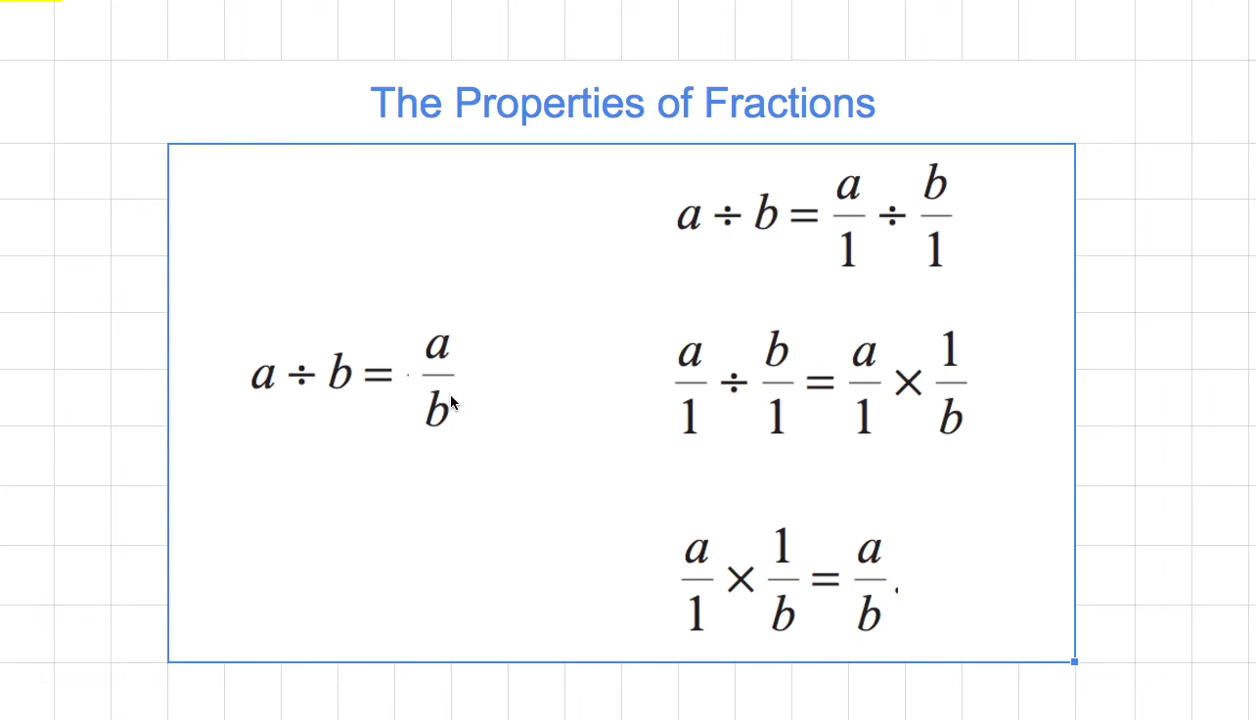 The Properties of Fractions
a ÷ b = a/b
a ÷ b = a/1 ÷ b/1
a/1 ÷ b/1 = a/1 × 1/b
a/1 × 1/b = a/b.